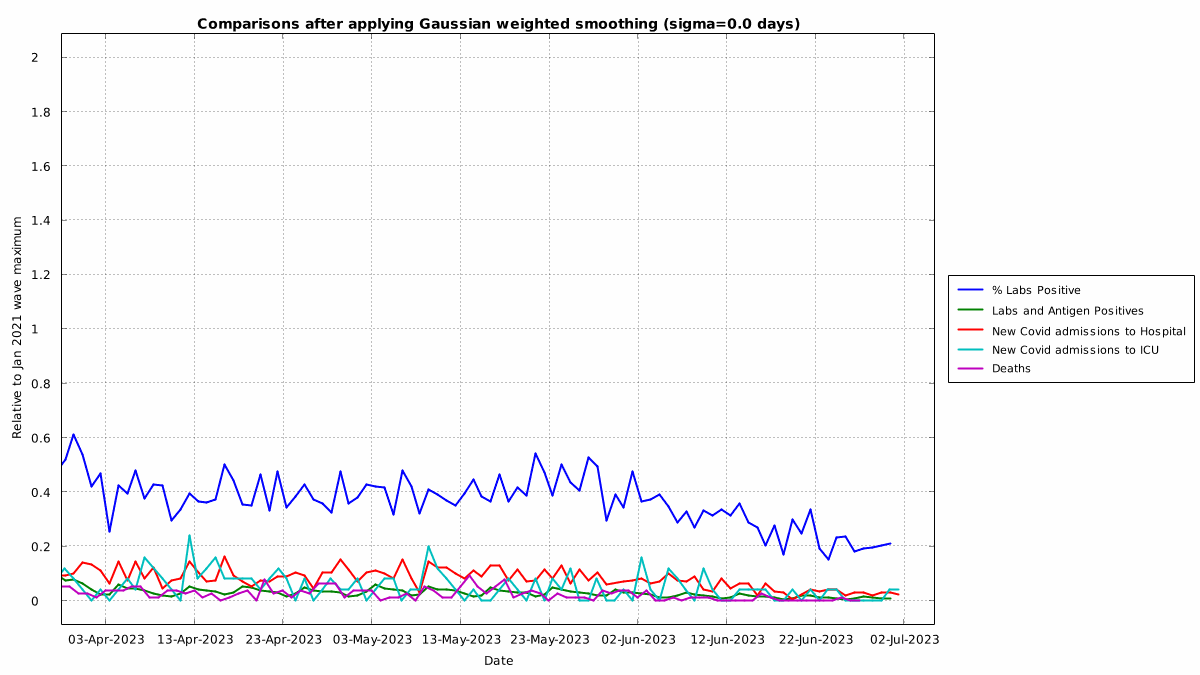 Comparisons after applying Gaussian weighted smoothing (sigma=0.0 days)
2
1.8
1.6
1.4
1.2
1
0.8
0.6
0.4
0.2
0
Relative to Jan 2021 wave maximum
03-Apr-2023 13-Apr-2023 23-Apr-2023 03-May-2023 13-May-2023 23-May-2023 02-Jun-2023 12-Jun-2023 22-Jun-2023 02-Jul-2023
Date
% Labs Positive
Labs and Antigen Positives
New Covid admissions to Hospital
New Covid admissions to ICU
Deaths